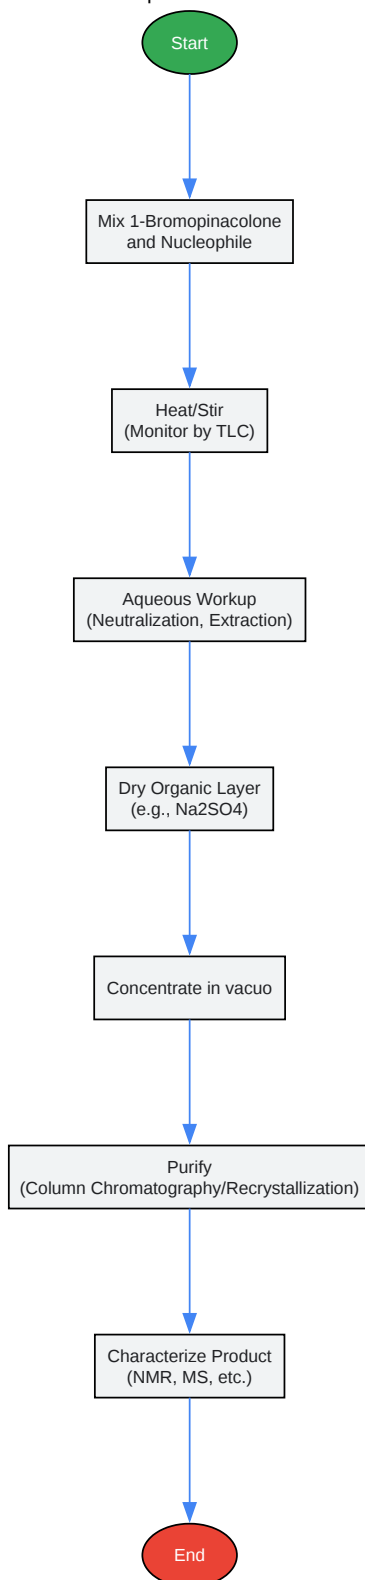 Start
Mix 1-Bromopinacolone
and Nucleophile
Heat/Stir
(Monitor by TLC)
Aqueous Workup
(Neutralization, Extraction)
Dry Organic Layer
(e.g., Na2SO4)
Concentrate in vacuo
Purify
(Column Chromatography/Recrystallization)
Characterize Product
(NMR, MS, etc.)
End